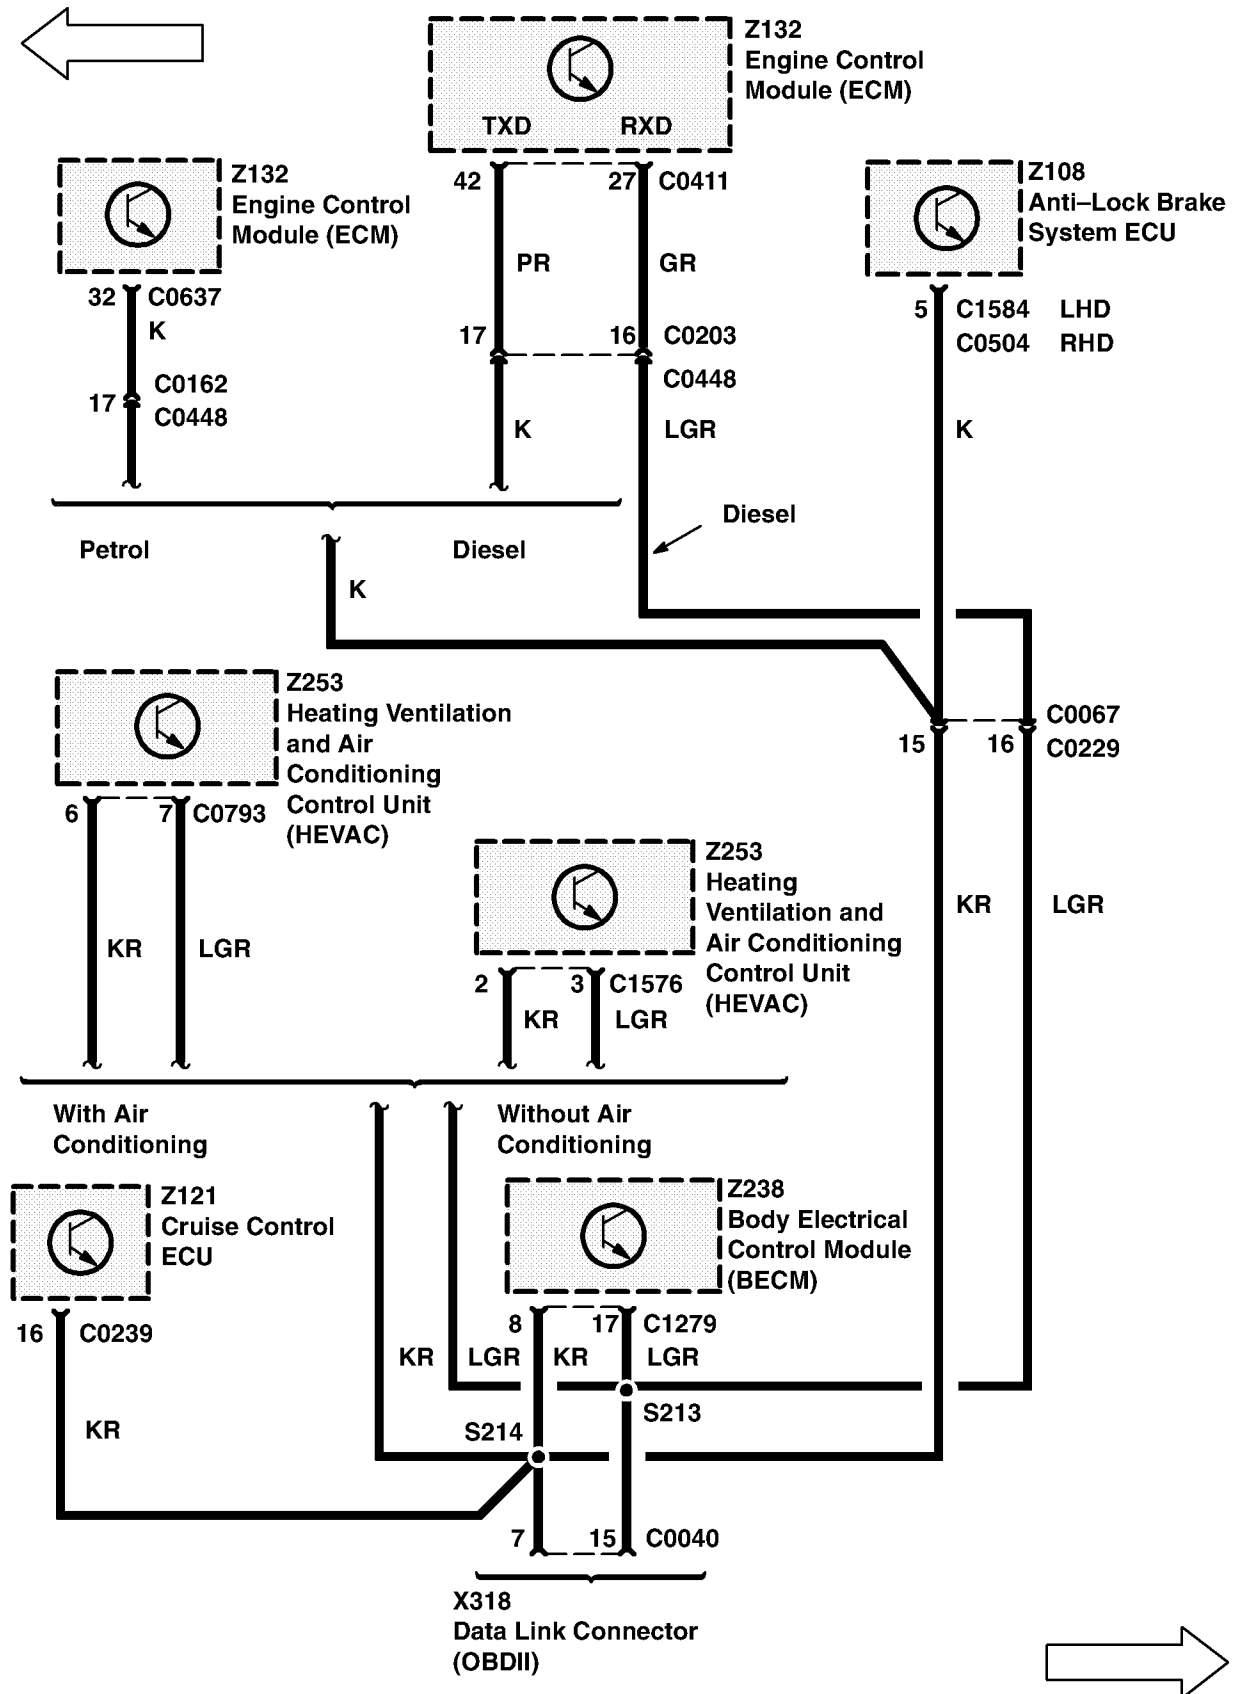 Z132
Engine Control
Module (ECM)
TXD RXD
42 27 C0411
PR GR
17 16 C0203
C0448
K LGR
Z132
Engine Control
Module (ECM)
32 C0637
K
17 C0162
C0448
Z108
Anti–Lock Brake
System ECU
5 C1584 LHD
C0504 RHD
K
Diesel
Petrol Diesel
K
Z253
Heating Ventilation
and Air
Conditioning
Control Unit
(HEVAC)
6 7 C0793
KR LGR
C0067
15 16 C0229
Z253
Heating
Ventilation and
Air Conditioning
Control Unit
(HEVAC)
2 3 C1576
KR LGR
KR LGR
With Air
Conditioning
Without Air
Conditioning
Z121
Cruise Control
ECU
16 C0239
KR
Z238
Body Electrical
Control Module
(BECM)
8 17 C1279
KR LGR KR LGR
S213
S214
7 15 C0040
X318
Data Link Connector
(OBDII)